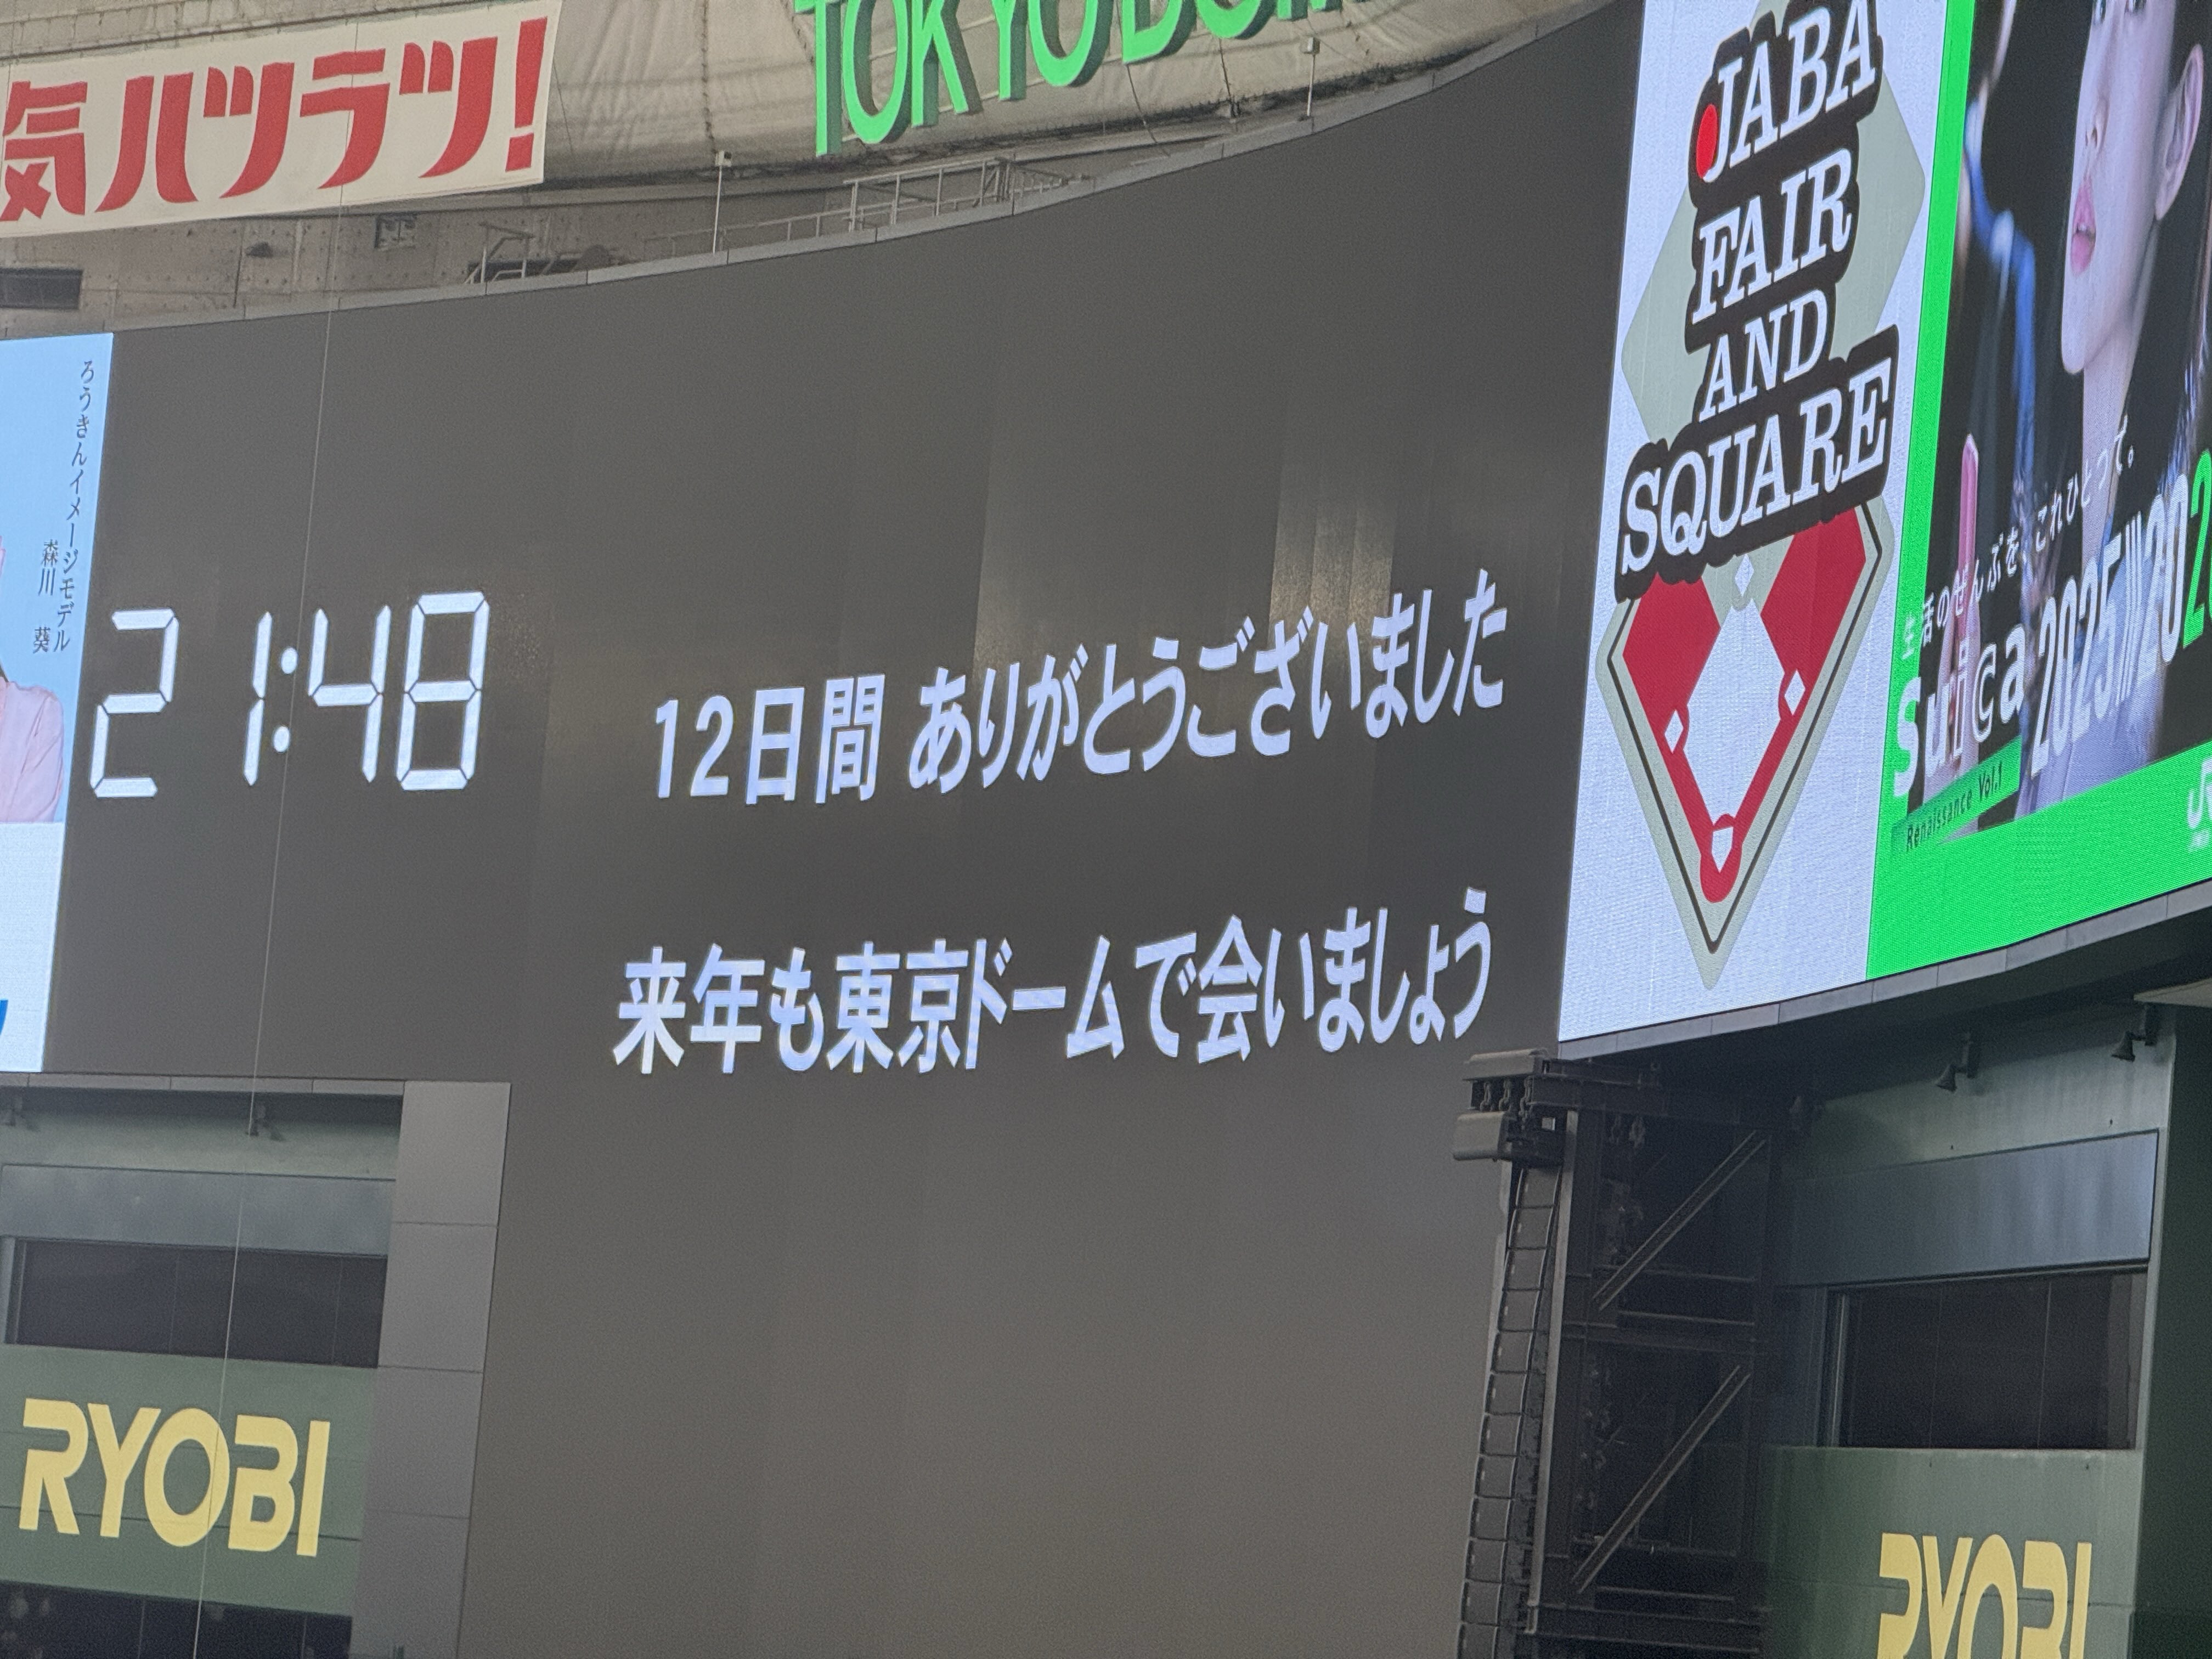 気ハツラツ!
TOKYO DOM
ろうきんイメージモデル
森川 葵
21:48
12日間 ありがとうございました
来年も東京ドームで会いましょう
JABA
FAIR
AND
SQUARE
生活のぜんぶを、これひとつで。
Suica
2025///202
Renaissance Vol.1
RYOBI
RYOBI